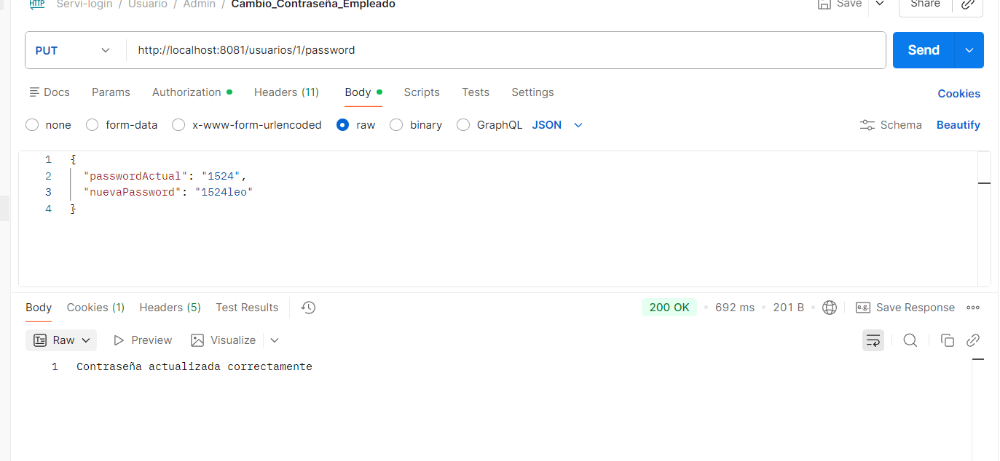 HTTP Servi-login / Usuario / Admin / Cambio_Contraseña_Empleado Save Share
PUT http://localhost:8081/usuarios/1/password Send
Docs Params Authorization Headers (11) Body Scripts Tests Settings Cookies
none form-data x-www-form-urlencoded raw binary GraphQL JSON Schema Beautify
1 {
2 "passwordActual": "1524",
3 "nuevaPassword": "1524leo"
4 }
Body Cookies (1) Headers (5) Test Results 200 OK • 692 ms • 201 B • e.g. Save Response
Raw Preview Visualize
1 Contraseña actualizada correctamente